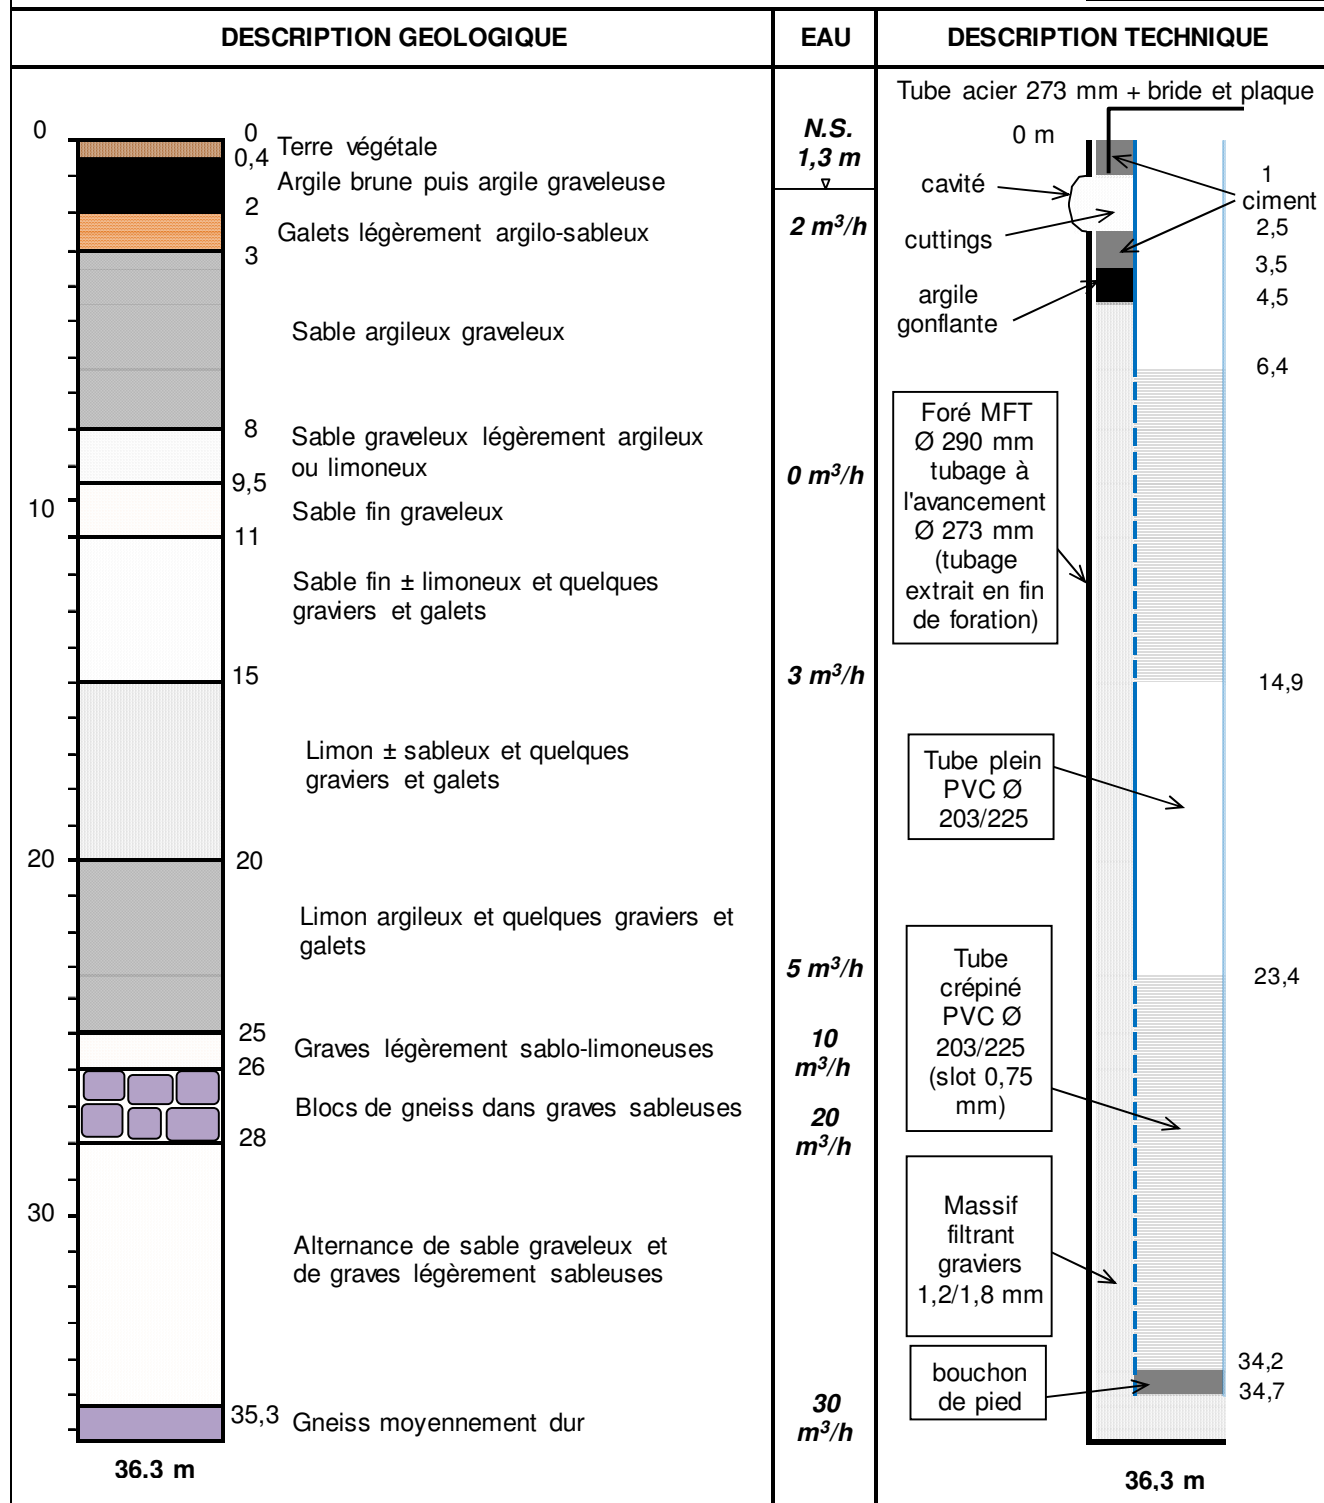 DESCRIPTION GEOLOGIQUE
EAU
DESCRIPTION TECHNIQUE
0
10
20
30
0
Terre végétale
0,4
Argile brune puis argile graveleuse
2
Galets légèrement argilo-sableux
3
Sable argileux graveleux
8
Sable graveleux légèrement argileux
ou limoneux
9,5
Sable fin graveleux
11
Sable fin ± limoneux et quelques
graviers et galets
15
Limon ± sableux et quelques
graviers et galets
20
Limon argileux et quelques graviers et
galets
25
Graves légèrement sablo-limoneuses
26
Blocs de gneiss dans graves sableuses
28
Alternance de sable graveleux et
de graves légèrement sableuses
35,3
Gneiss moyennement dur
36.3 m
N.S.
1,3 m
2 m³/h
0 m³/h
3 m³/h
5 m³/h
10
m³/h
20
m³/h
30
m³/h
Tube acier 273 mm + bride et plaque
0 m
cavité
cuttings
argile
gonflante
1
ciment
2,5
3,5
4,5
6,4
Foré MFT
Ø 290 mm
tubage à
l'avancement
Ø 273 mm
(tubage
extrait en fin
de foration)
14,9
Tube plein
PVC Ø
203/225
23,4
Tube
crépiné
PVC Ø
203/225
(slot 0,75
mm)
Massif
filtrant
graviers
1,2/1,8 mm
bouchon
de pied
34,2
34,7
36,3 m